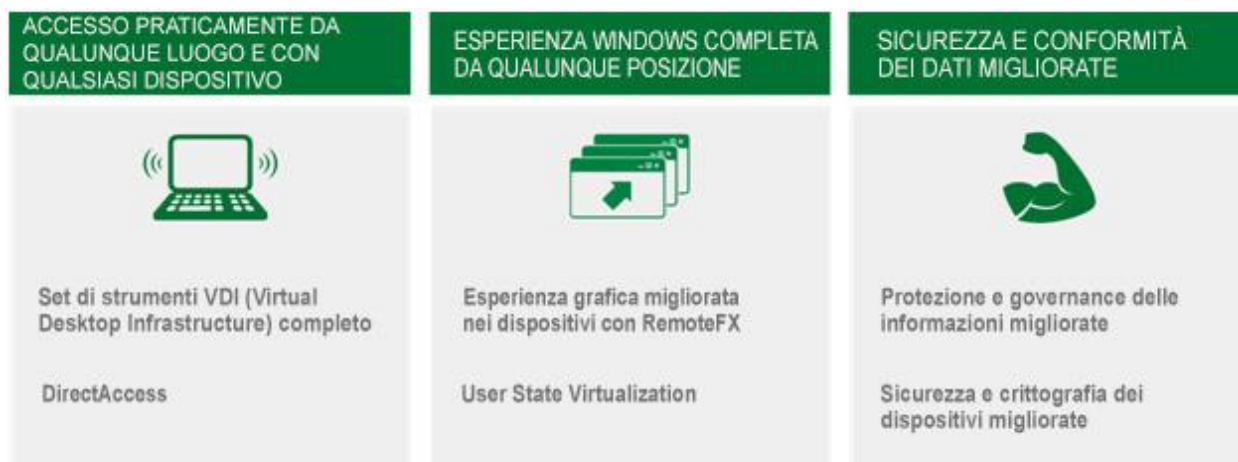 ACCESSO PRATICAMENTE DA
QUALUNQUE LUOGO E CON
QUALSIASI DISPOSITIVO
Set di strumenti VDI (Virtual
Desktop Infrastructure) completo
DirectAccess
ESPERIENZA WINDOWS COMPLETA
DA QUALUNQUE POSIZIONE
Esperienza grafica migliorata
nei dispositivi con RemoteFX
User State Virtualization
SICUREZZA E CONFORMITÀ
DEI DATI MIGLIORATE
Protezione e governance delle
informazioni migliorate
Sicurezza e crittografia dei
dispositivi migliorate